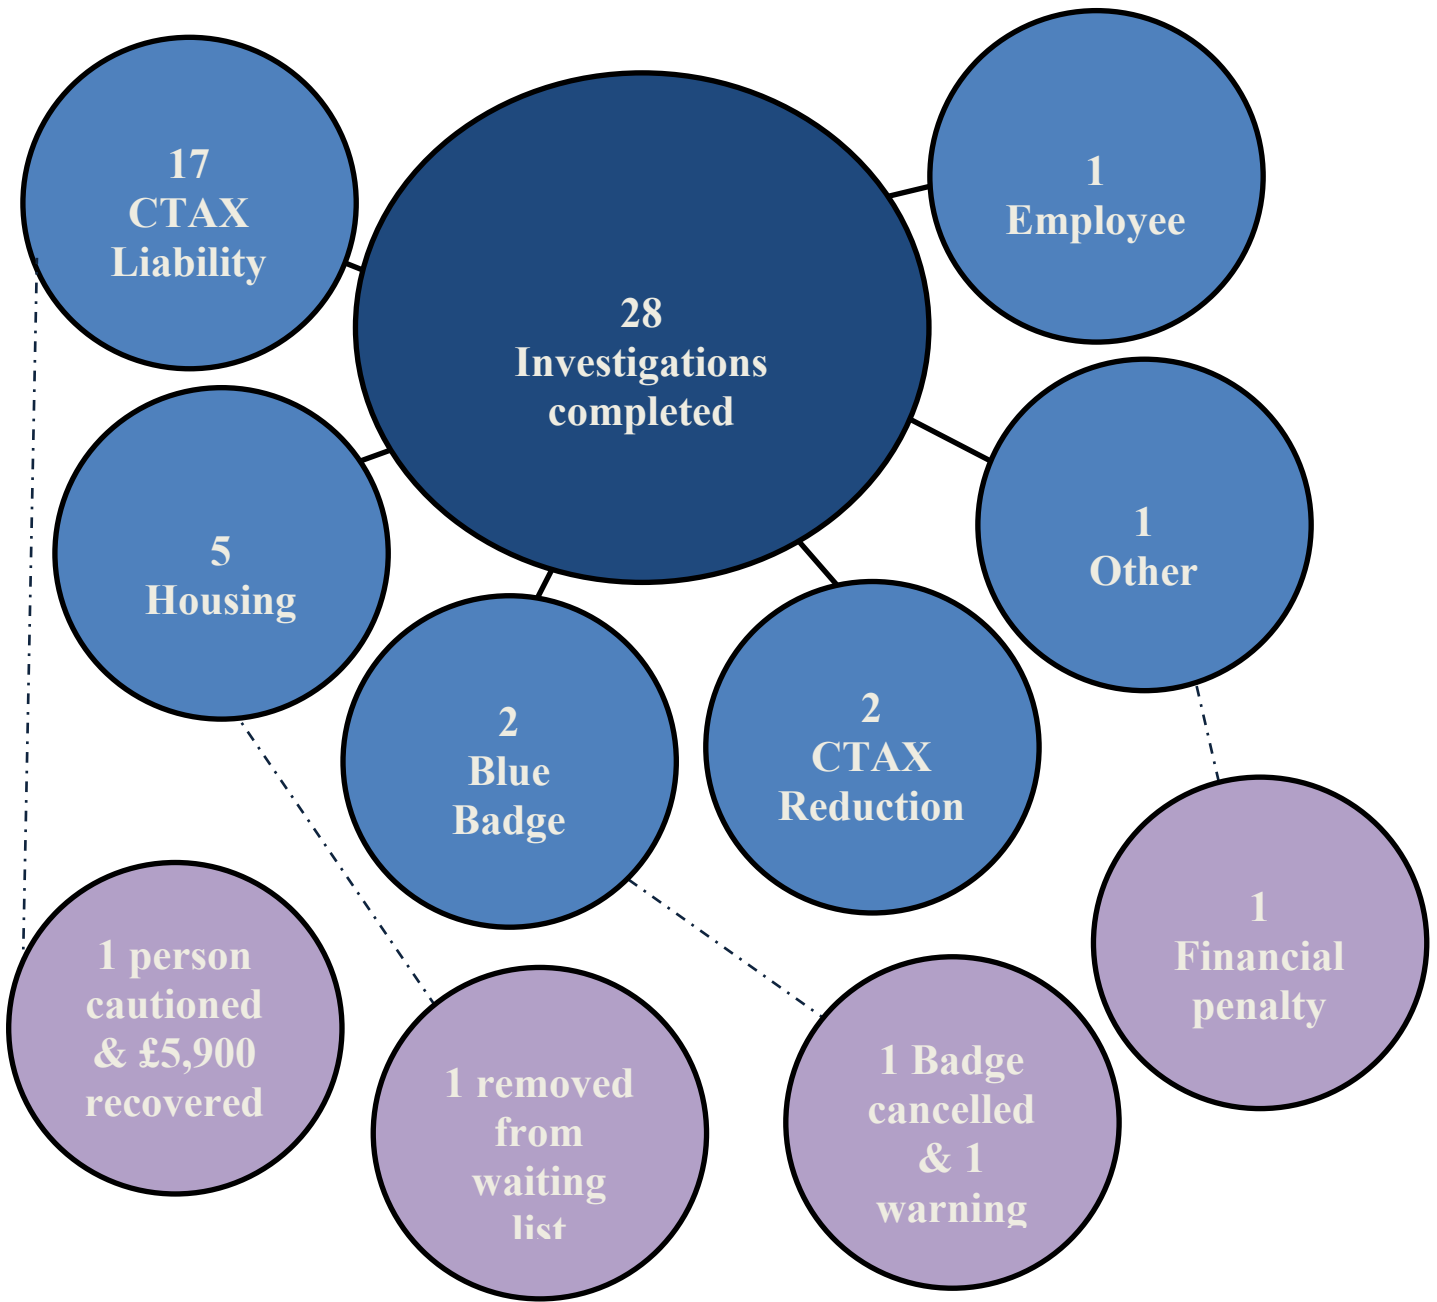 17
CTAX
Liability
28
Investigations
completed
1
Employee
5
Housing
2
Blue
Badge
2
CTAX
Reduction
1
Other
1 person
cautioned
& £5,900
recovered
1 removed
from
waiting
list
1 Badge
cancelled
& 1
warning
1
Financial
penalty